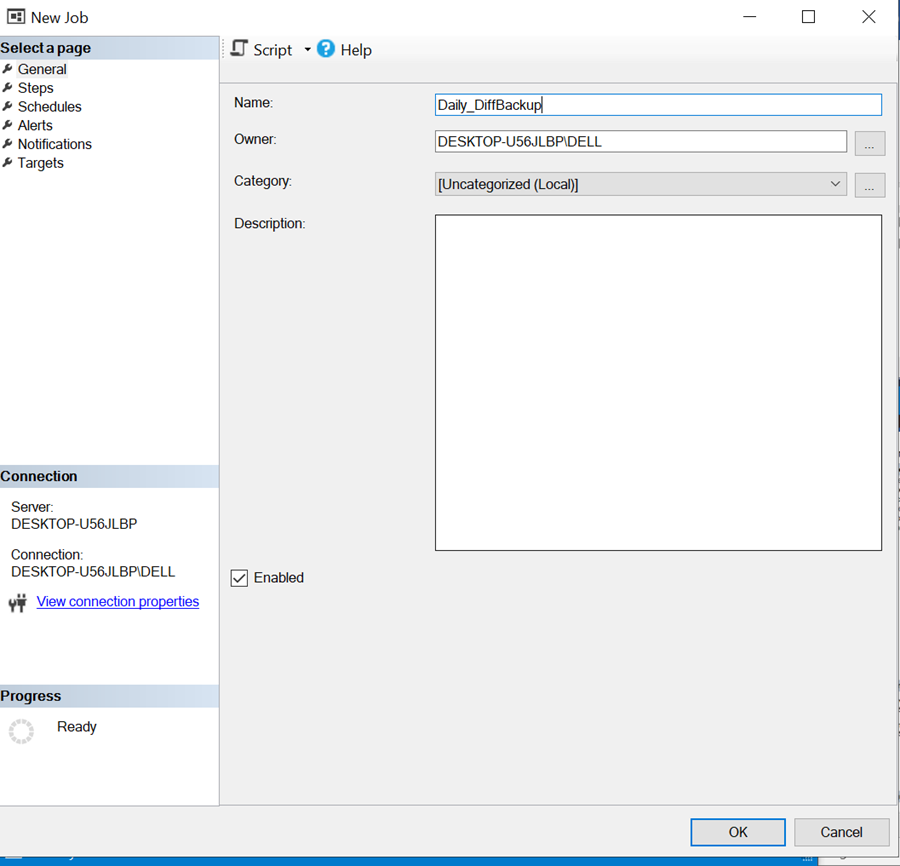 New Job
Select a page
General
Steps
Schedules
Alerts
Notifications
Targets
Script
Help
Name:
Daily_DiffBackup
Owner:
DESKTOP-U56JLBP\DELL
...
Category:
[Uncategorized (Local)]
...
Description:
Enabled
Connection
Server:
DESKTOP-U56JLBP
Connection:
DESKTOP-U56JLBP\DELL
View connection properties
Progress
Ready
OK
Cancel